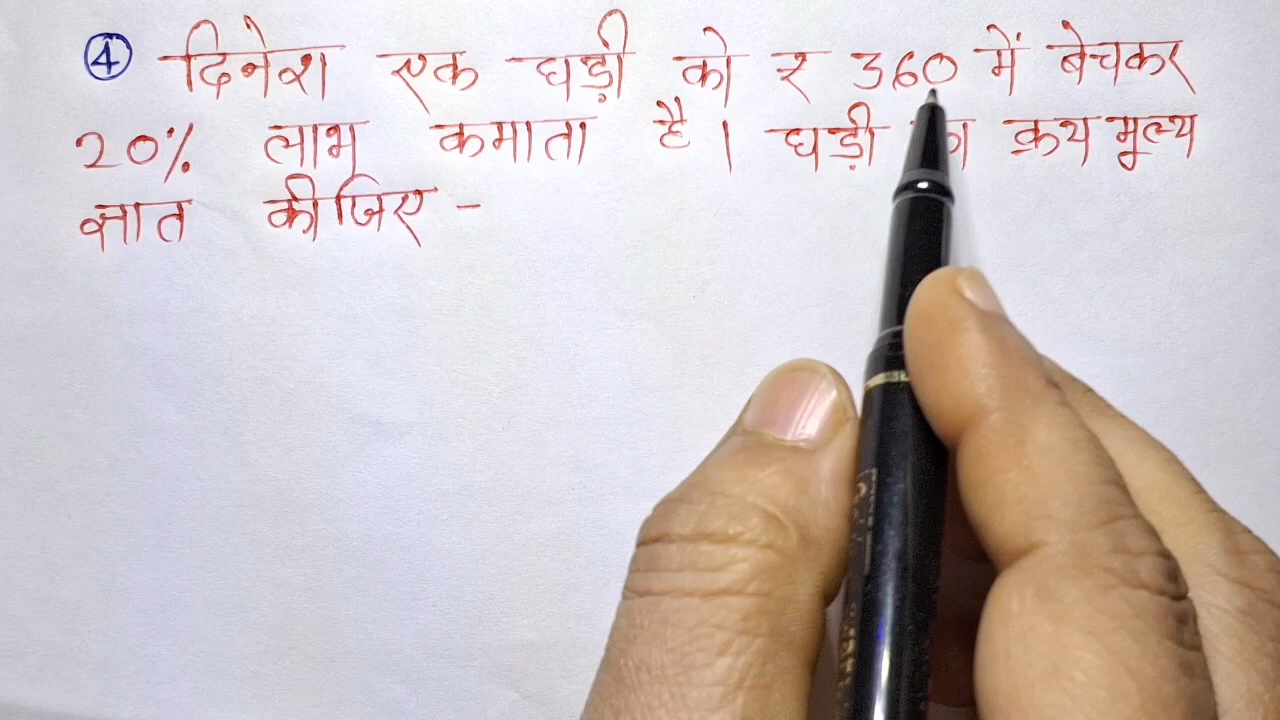 ④ दिनेश एक घड़ी को ₹ 360 में बेचकर
20% लाभ कमाता है। घड़ी का क्रय मूल्य
ज्ञात कीजिए -